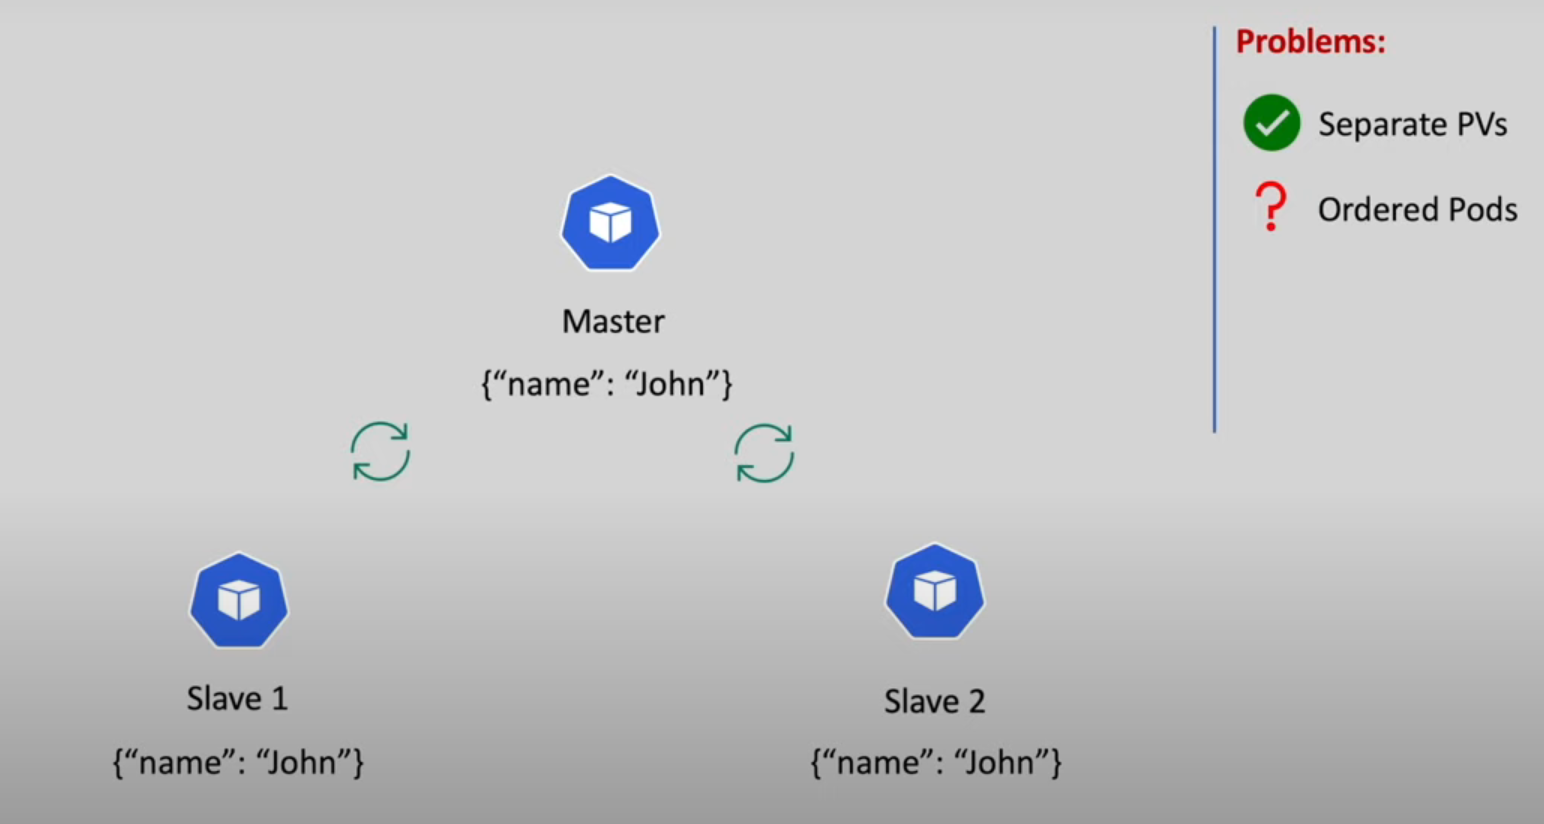 Problems:
Separate PVs
Ordered Pods
Master
{“name”: “John”}
Slave 1
{“name”: “John”}
Slave 2
{“name”: “John”}